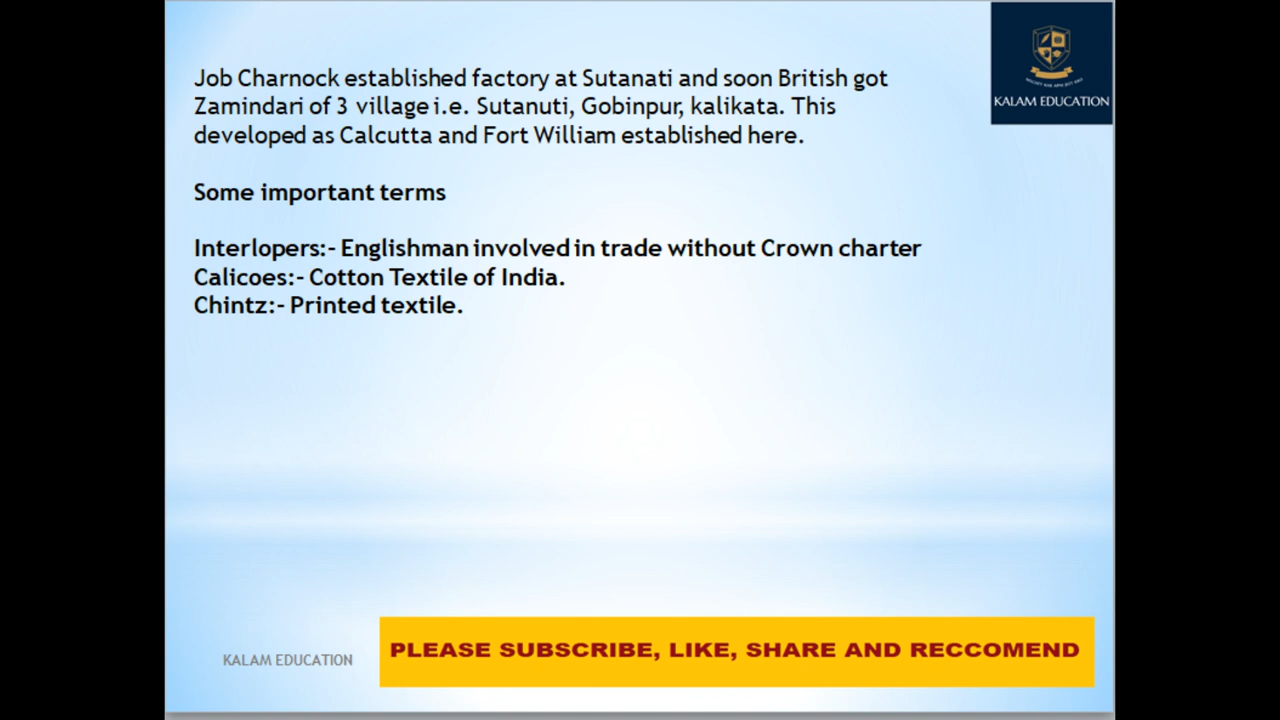 Job Charnock established factory at Sutanati and soon British got
Zamindari of 3 village i.e. Sutanuti, Gobinpur, kalikata. This
developed as Calcutta and Fort William established here.
Some important terms
Interlopers:- Englishman involved in trade without Crown charter
Calicoes:- Cotton Textile of India.
Chintz:- Printed textile.
KALAM EDUCATION
KALAM EDUCATION
PLEASE SUBSCRIBE, LIKE, SHARE AND RECCOMEND